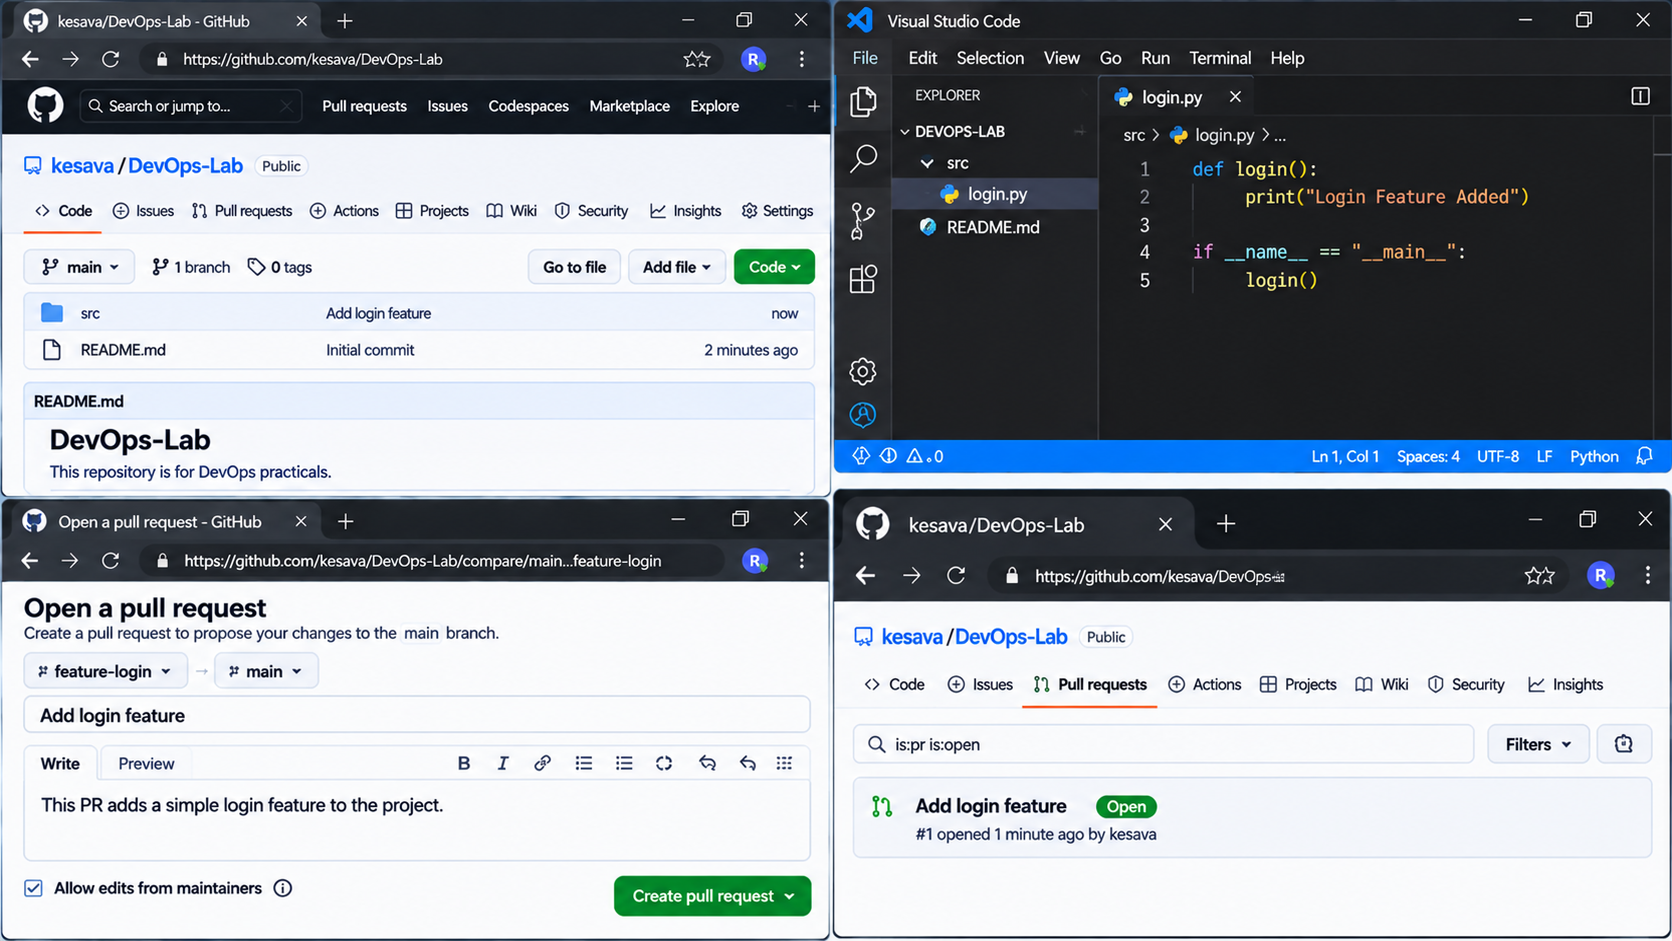 kesava/DevOps-Lab - GitHub
https://github.com/kesava/DevOps-Lab
R
Search or jump to...
Pull requests
Issues
Codespaces
Marketplace
Explore
kesava / DevOps-Lab
Public
Code
Issues
Pull requests
Actions
Projects
Wiki
Security
Insights
Settings
main
1 branch
0 tags
Go to file
Add file
Code
src
Add login feature
now
README.md
Initial commit
2 minutes ago
README.md
DevOps-Lab
This repository is for DevOps practicals.
Visual Studio Code
File
Edit
Selection
View
Go
Run
Terminal
Help
EXPLORER
DEVOPS-LAB
src
login.py
README.md
login.py
src > login.py > ...
1 def login():
2 print("Login Feature Added")
3
4 if __name__ == "__main__":
5 login()
0
Ln 1, Col 1
Spaces: 4
UTF-8
LF
Python
Open a pull request - GitHub
https://github.com/kesava/DevOps-Lab/compare/main...feature-login
R
Open a pull request
Create a pull request to propose your changes to the main branch.
feature-login → main
Add login feature
Write
Preview
B
I
This PR adds a simple login feature to the project.
Allow edits from maintainers
Create pull request
kesava/DevOps-Lab
https://github.com/kesava/DevOps-
R
kesava / DevOps-Lab
Public
Code
Issues
Pull requests
Actions
Projects
Wiki
Security
Insights
is:pr is:open
Filters
Add login feature
Open
#1 opened 1 minute ago by kesava